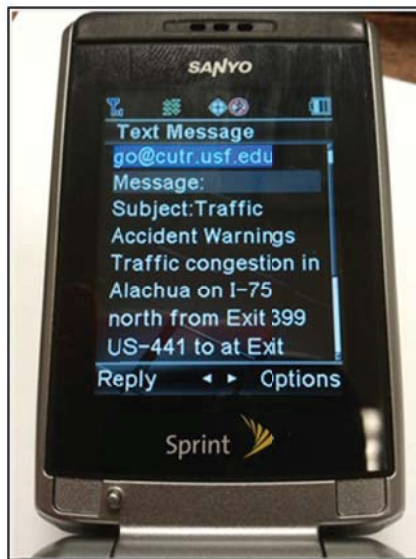 SANYO
Text Message
go@cutr.usf.edu
Message:
Subject:Traffic
Accident Warnings
Traffic congestion in
Alachua on I-75
north from Exit 399
US-441 to at Exit
Reply Options
Sprint